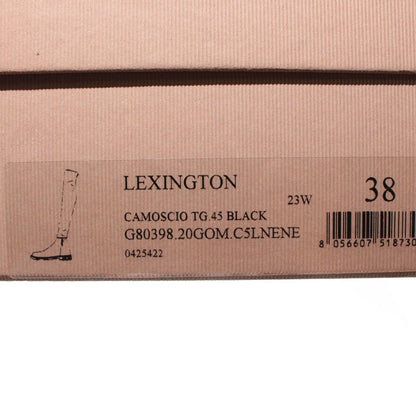 LEXINGTON
23W
38
CAMOSCIO TG.45 BLACK
G80398.20GOM.C5LNENE
0425422
8 056607 518730